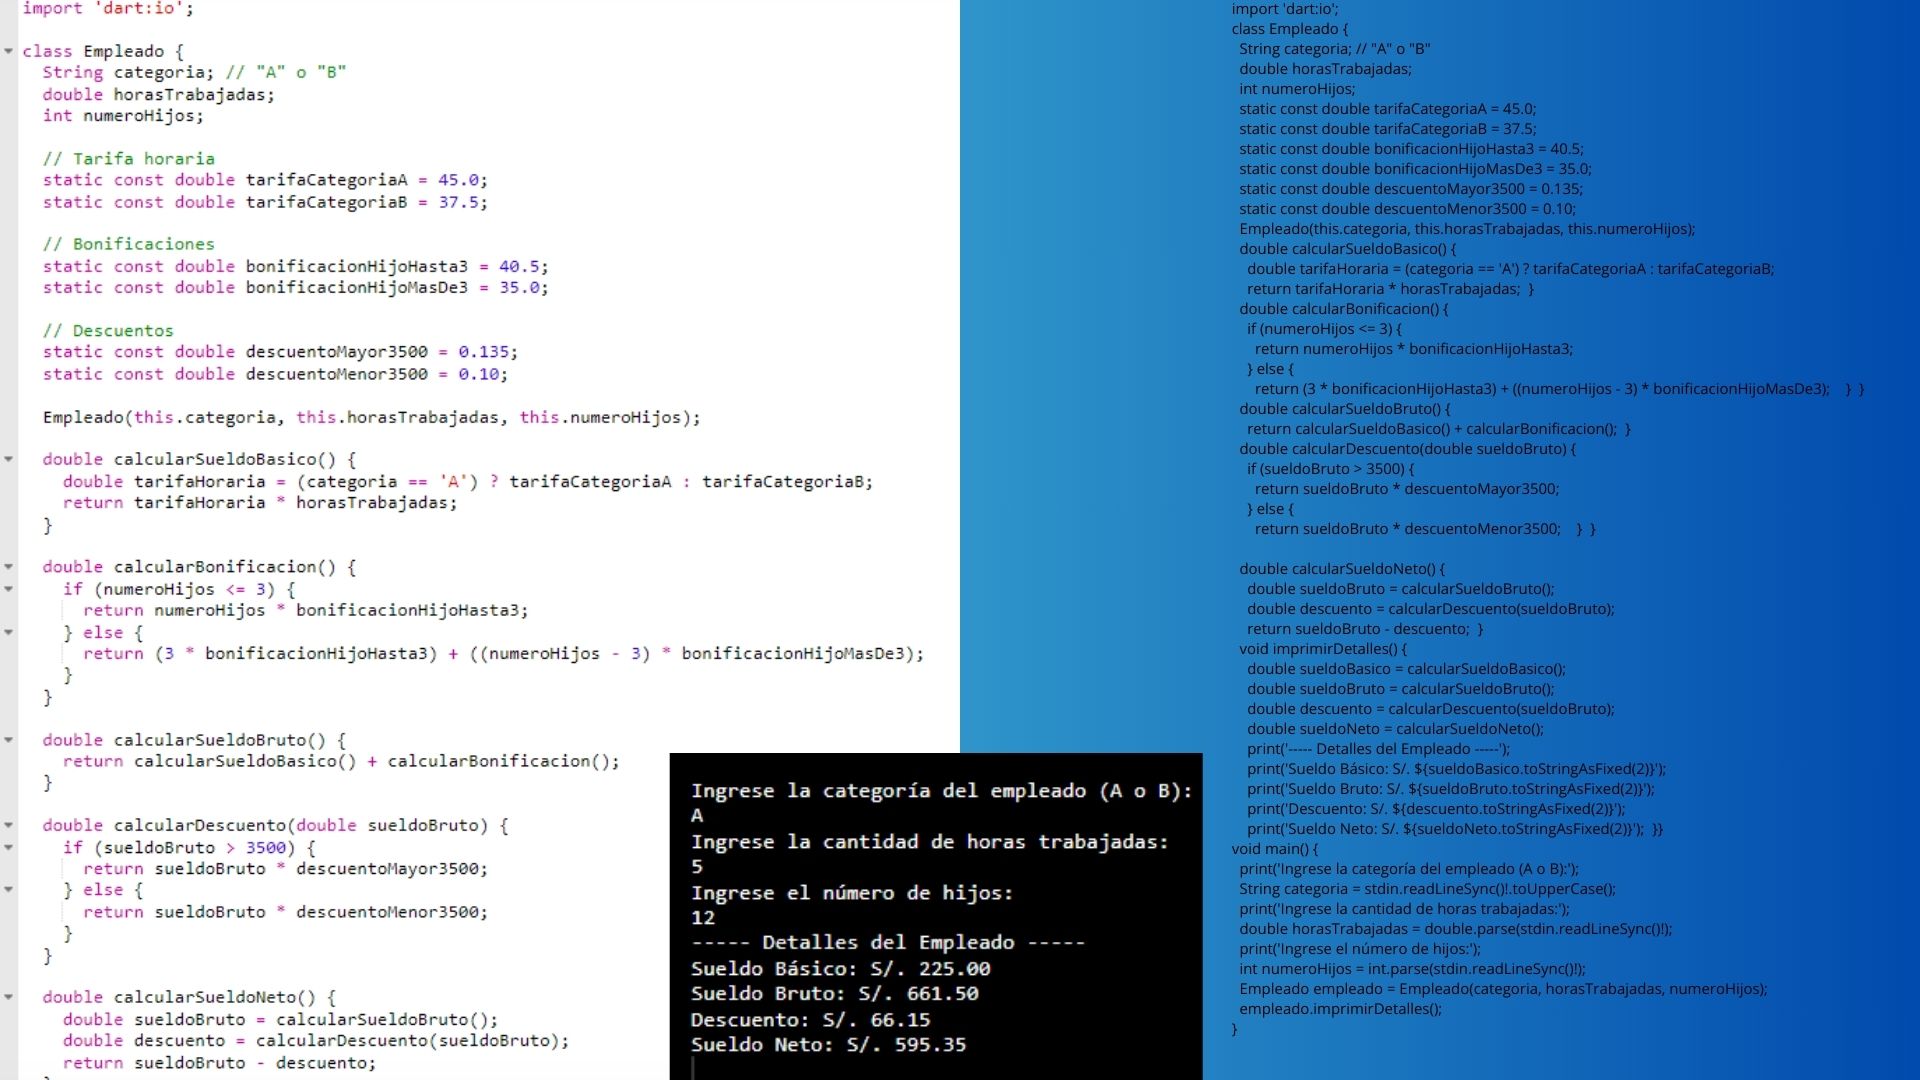 import 'dart:io';
class Empleado {
String categoria; // "A" o "B"
double horasTrabajadas;
int numeroHijos;
// Tarifa horaria
static const double tarifaCategoriaA = 45.0;
static const double tarifaCategoriaB = 37.5;
// Bonificaciones
static const double bonificacionHijoHasta3 = 40.5;
static const double bonificacionHijoMasDe3 = 35.0;
// Descuentos
static const double descuentoMayor3500 = 0.135;
static const double descuentoMenor3500 = 0.10;
Empleado(this.categoria, this.horasTrabajadas, this.numeroHijos);
double calcularSueldoBasico() {
double tarifaHoraria = (categoria == 'A') ? tarifaCategoriaA : tarifaCategoriaB;
return tarifaHoraria * horasTrabajadas;
}
double calcularBonificacion() {
if (numeroHijos <= 3) {
return numeroHijos * bonificacionHijoHasta3;
} else {
return (3 * bonificacionHijoHasta3) + ((numeroHijos - 3) * bonificacionHijoMasDe3);
}
}
double calcularSueldoBruto() {
return calcularSueldoBasico() + calcularBonificacion();
}
double calcularDescuento(double sueldoBruto) {
if (sueldoBruto > 3500) {
return sueldoBruto * descuentoMayor3500;
} else {
return sueldoBruto * descuentoMenor3500;
}
}
double calcularSueldoNeto() {
double sueldoBruto = calcularSueldoBruto();
double descuento = calcularDescuento(sueldoBruto);
return sueldoBruto - descuento;
Ingrese la categoría del empleado (A o B):
A
Ingrese la cantidad de horas trabajadas:
5
Ingrese el número de hijos:
12
----- Detalles del Empleado -----
Sueldo Básico: S/. 225.00
Sueldo Bruto: S/. 661.50
Descuento: S/. 66.15
Sueldo Neto: S/. 595.35
import 'dart:io';
class Empleado {
String categoria; // "A" o "B"
double horasTrabajadas;
int numeroHijos;
static const double tarifaCategoriaA = 45.0;
static const double tarifaCategoriaB = 37.5;
static const double bonificacionHijoHasta3 = 40.5;
static const double bonificacionHijoMasDe3 = 35.0;
static const double descuentoMayor3500 = 0.135;
static const double descuentoMenor3500 = 0.10;
Empleado(this.categoria, this.horasTrabajadas, this.numeroHijos);
double calcularSueldoBasico() {
double tarifaHoraria = (categoria == 'A') ? tarifaCategoriaA : tarifaCategoriaB;
return tarifaHoraria * horasTrabajadas; }
double calcularBonificacion() {
if (numeroHijos <= 3) {
return numeroHijos * bonificacionHijoHasta3;
} else {
return (3 * bonificacionHijoHasta3) + ((numeroHijos - 3) * bonificacionHijoMasDe3); } }
double calcularSueldoBruto() {
return calcularSueldoBasico() + calcularBonificacion(); }
double calcularDescuento(double sueldoBruto) {
if (sueldoBruto > 3500) {
return sueldoBruto * descuentoMayor3500;
} else {
return sueldoBruto * descuentoMenor3500; } }
double calcularSueldoNeto() {
double sueldoBruto = calcularSueldoBruto();
double descuento = calcularDescuento(sueldoBruto);
return sueldoBruto - descuento; }
void imprimirDetalles() {
double sueldoBasico = calcularSueldoBasico();
double sueldoBruto = calcularSueldoBruto();
double descuento = calcularDescuento(sueldoBruto);
double sueldoNeto = calcularSueldoNeto();
print('----- Detalles del Empleado -----');
print('Sueldo Básico: S/. ${sueldoBasico.toStringAsFixed(2)}');
print('Sueldo Bruto: S/. ${sueldoBruto.toStringAsFixed(2)}');
print('Descuento: S/. ${descuento.toStringAsFixed(2)}');
print('Sueldo Neto: S/. ${sueldoNeto.toStringAsFixed(2)}'); }}
void main() {
print('Ingrese la categoría del empleado (A o B):');
String categoria = stdin.readLineSync()!.toUpperCase();
print('Ingrese la cantidad de horas trabajadas:');
double horasTrabajadas = double.parse(stdin.readLineSync()!);
print('Ingrese el número de hijos:');
int numeroHijos = int.parse(stdin.readLineSync()!);
Empleado empleado = Empleado(categoria, horasTrabajadas, numeroHijos);
empleado.imprimirDetalles();
}